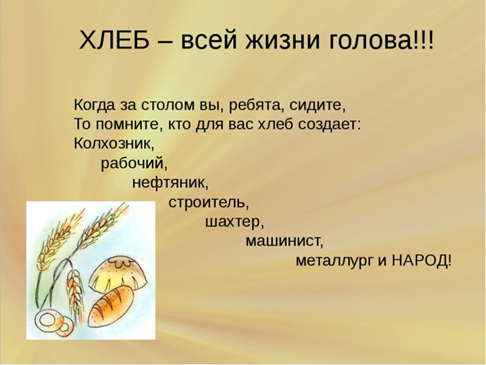 ХЛЕБ – всей жизни голова!!!
Когда за столом вы, ребята, сидите,
То помните, кто для вас хлеб создает:
Колхозник,
рабочий,
нефтяник,
строитель,
шахтер,
машинист,
металлург и НАРОД!